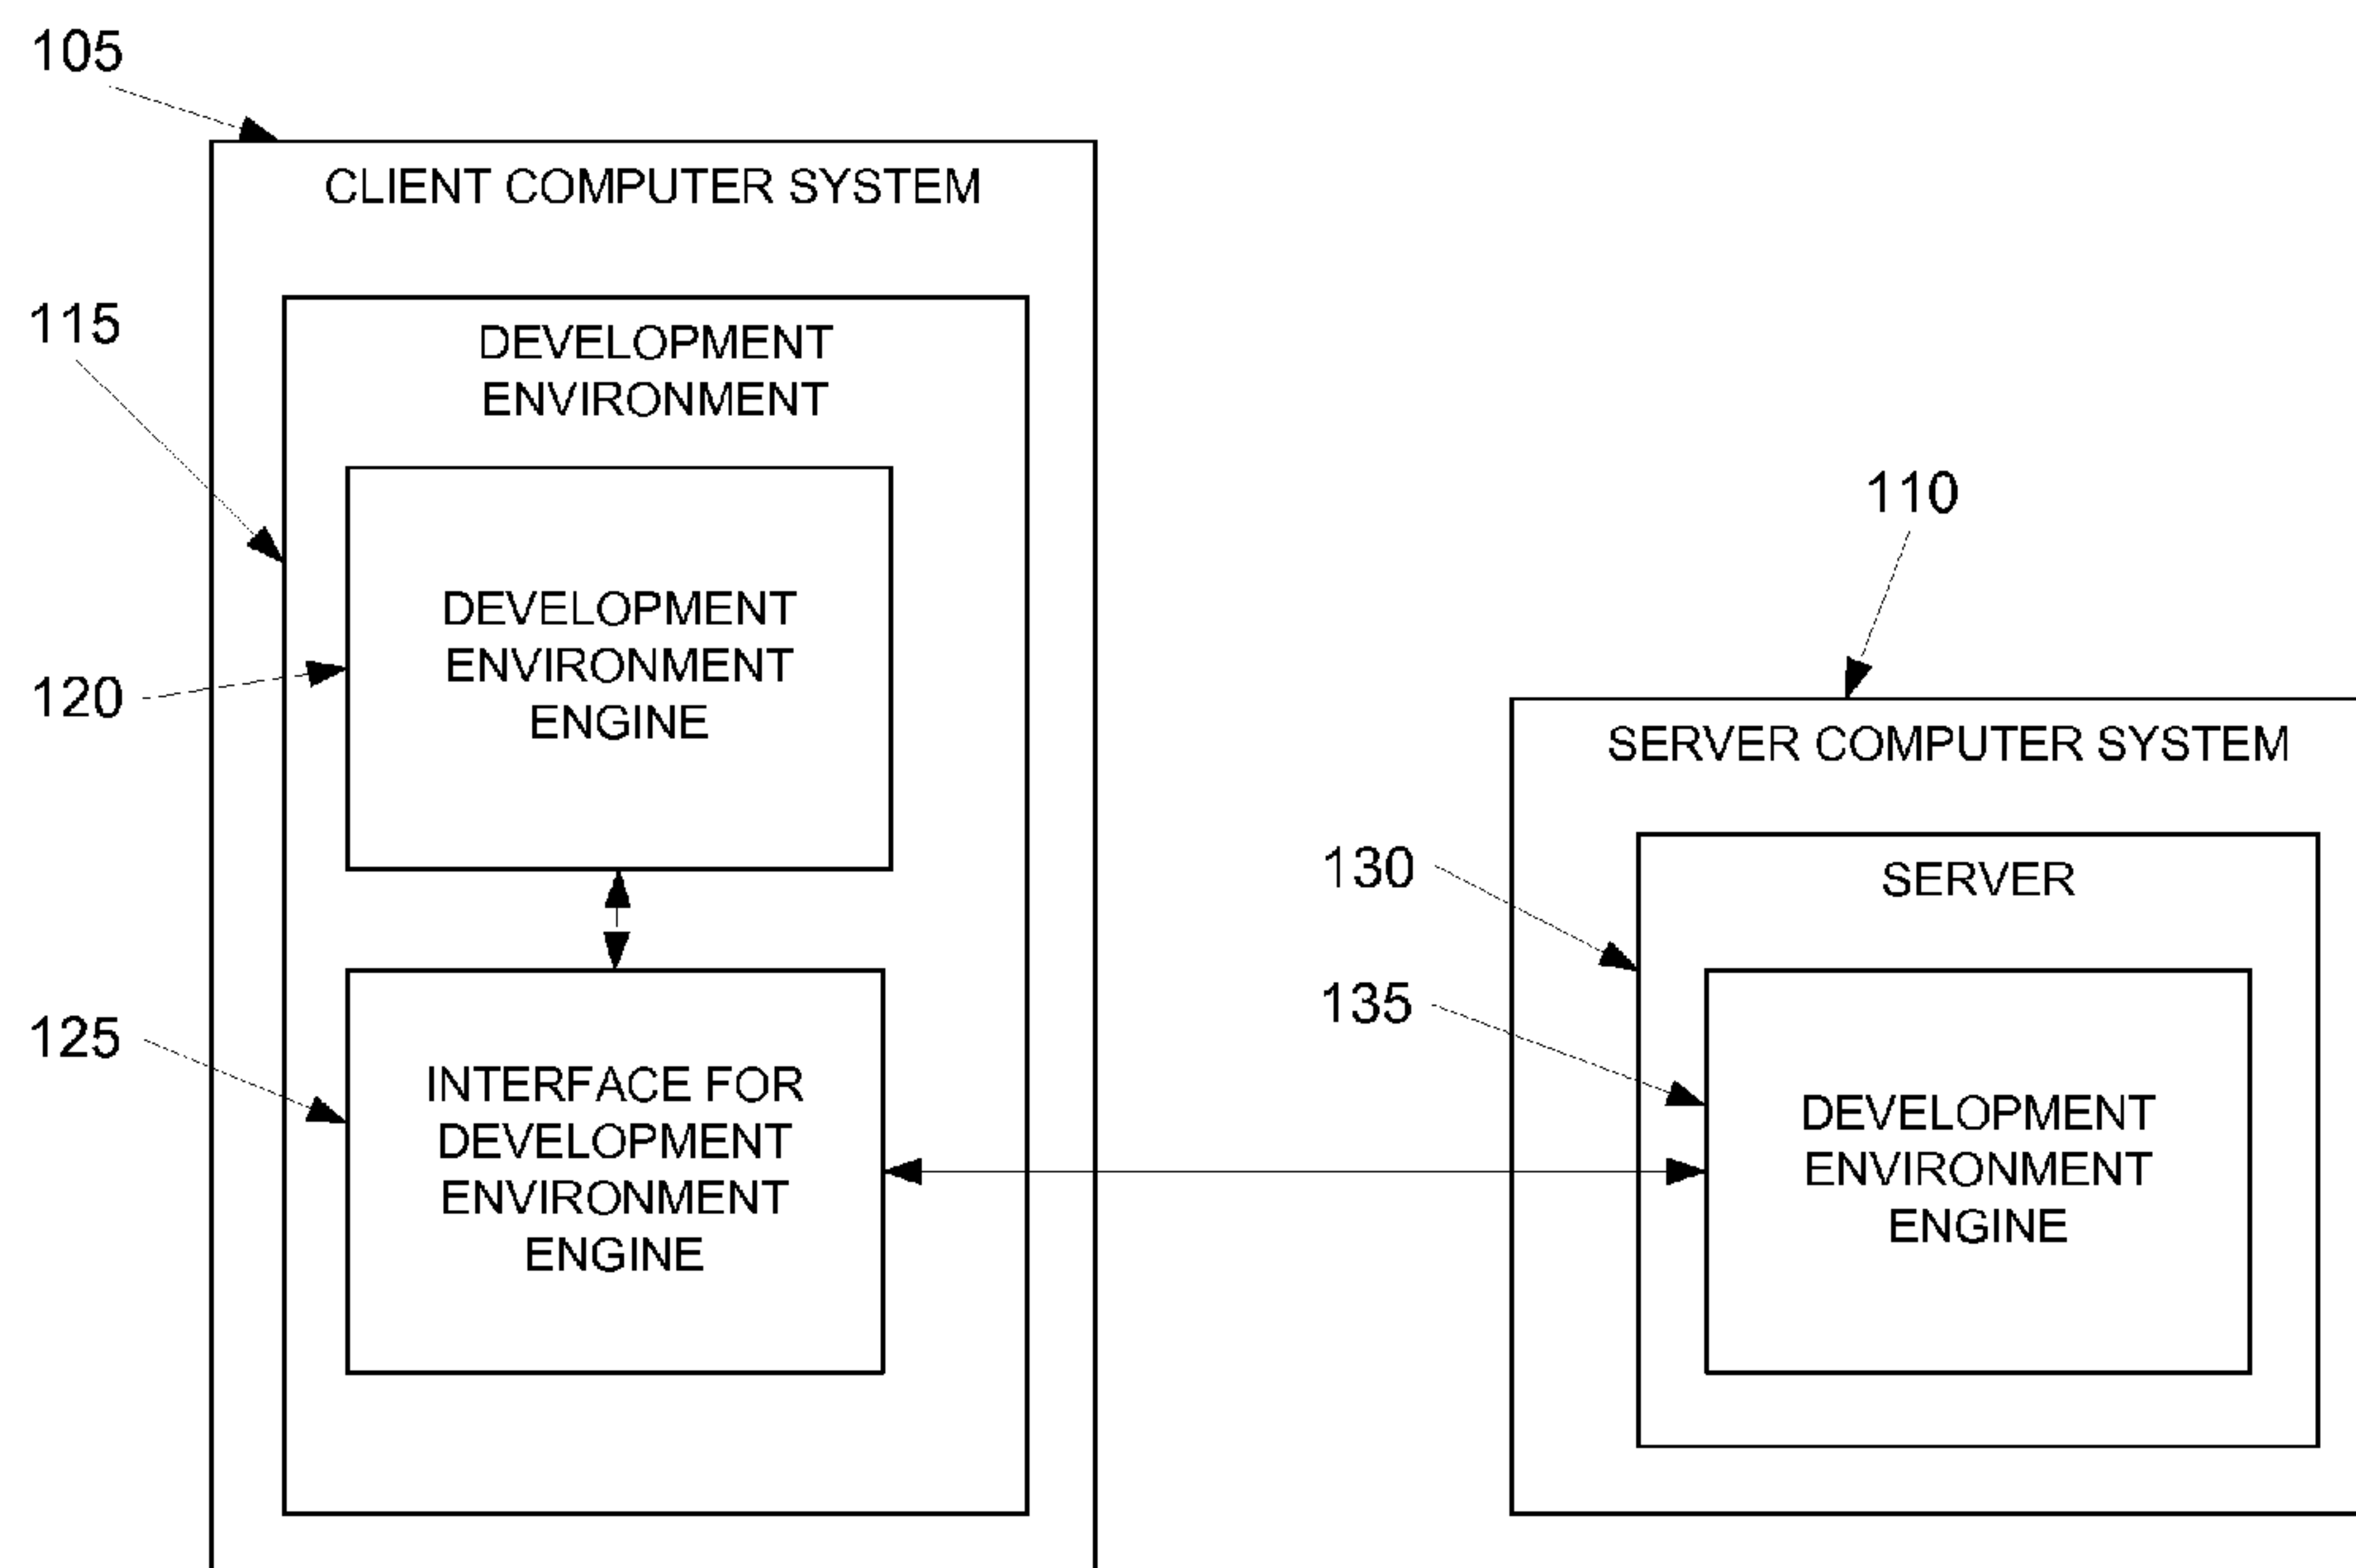 105
CLIENT COMPUTER SYSTEM
115
DEVELOPMENT
ENVIRONMENT
DEVELOPMENT
ENVIRONMENT
ENGINE
120
125
INTERFACE FOR
DEVELOPMENT
ENVIRONMENT
ENGINE
110
SERVER COMPUTER SYSTEM
130
SERVER
135
DEVELOPMENT
ENVIRONMENT
ENGINE